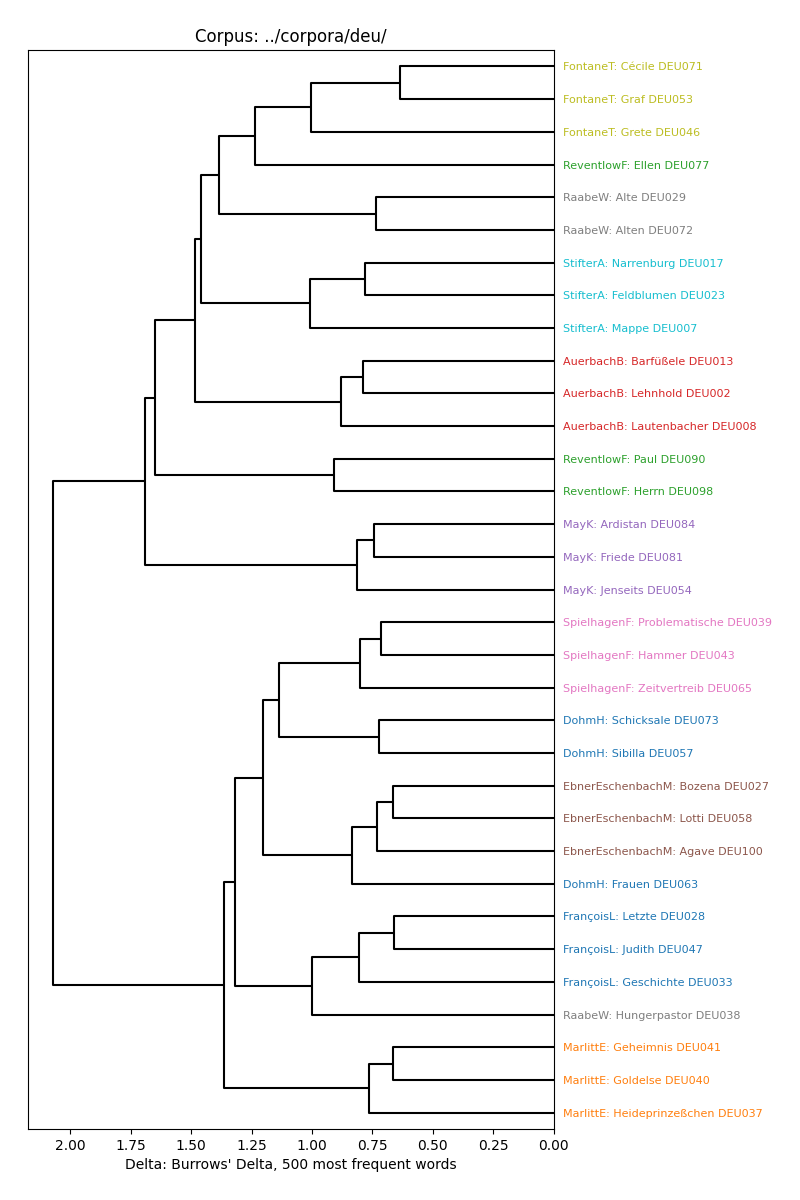 Corpus: ../corpora/deu/
FontaneT: Cécile DEU071
FontaneT: Graf DEU053
FontaneT: Grete DEU046
ReventlowF: Ellen DEU077
RaabeW: Alte DEU029
RaabeW: Alten DEU072
StifterA: Narrenburg DEU017
StifterA: Feldblumen DEU023
StifterA: Mappe DEU007
AuerbachB: Barfüßele DEU013
AuerbachB: Lehnhold DEU002
AuerbachB: Lautenbacher DEU008
ReventlowF: Paul DEU090
ReventlowF: Herrn DEU098
MayK: Ardistan DEU084
MayK: Friede DEU081
MayK: Jenseits DEU054
SpielhagenF: Problematische DEU039
SpielhagenF: Hammer DEU043
SpielhagenF: Zeitvertreib DEU065
DohmH: Schicksale DEU073
DohmH: Sibilla DEU057
EbnerEschenbachM: Bozena DEU027
EbnerEschenbachM: Lotti DEU058
EbnerEschenbachM: Agave DEU100
DohmH: Frauen DEU063
FrançoisL: Letzte DEU028
FrançoisL: Judith DEU047
FrançoisL: Geschichte DEU033
RaabeW: Hungerpastor DEU038
MarlittE: Geheimnis DEU041
MarlittE: Goldelse DEU040
MarlittE: Heideprinzeßchen DEU037
2.00 1.75 1.50 1.25 1.00 0.75 0.50 0.25 0.00
Delta: Burrows' Delta, 500 most frequent words